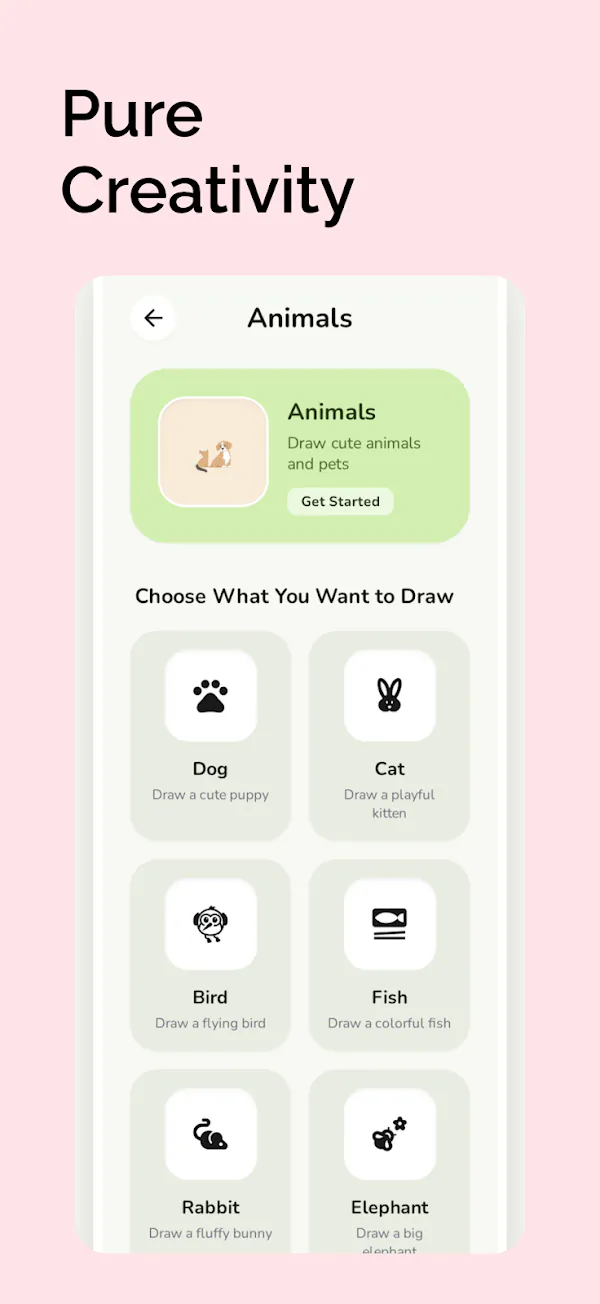 Pure
Creativity
Animals
Animals
Draw cute animals
and pets
Get Started
Choose What You Want to Draw
Dog
Draw a cute puppy
Cat
Draw a playful
kitten
Bird
Draw a flying bird
Fish
Draw a colorful fish
Rabbit
Draw a fluffy bunny
Elephant
Draw a big
elephant